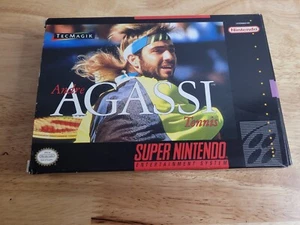 TECMAGIK
Nintendo
Andre
AGASSI
Tennis
SUPER NINTENDO
ENTERTAINMENT SYSTEM